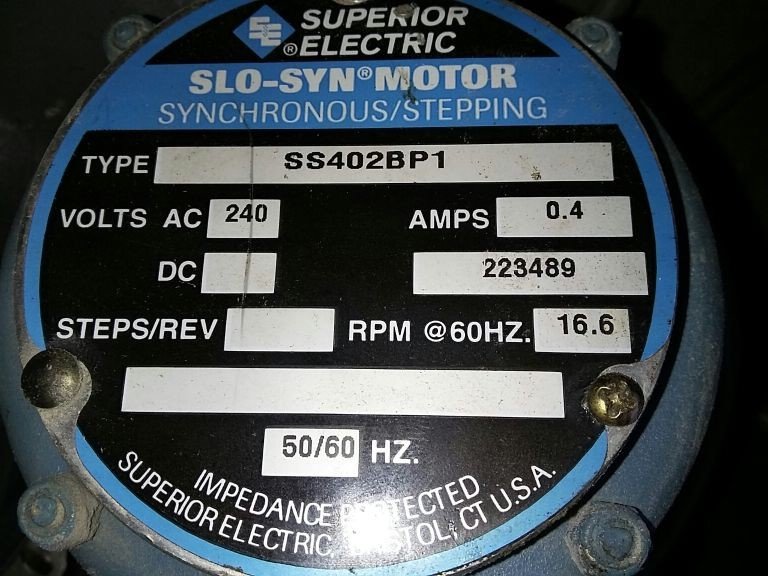 SUPERIOR
®ELECTRIC
SLO-SYN® MOTOR
SYNCHRONOUS/STEPPING
TYPE SS402BP1
VOLTS AC 240 AMPS 0.4
DC 223489
STEPS/REV RPM @ 60HZ. 16.6
50/60 HZ.
IMPEDANCE PROTECTED
SUPERIOR ELECTRIC, BRISTOL, CT U.S.A.